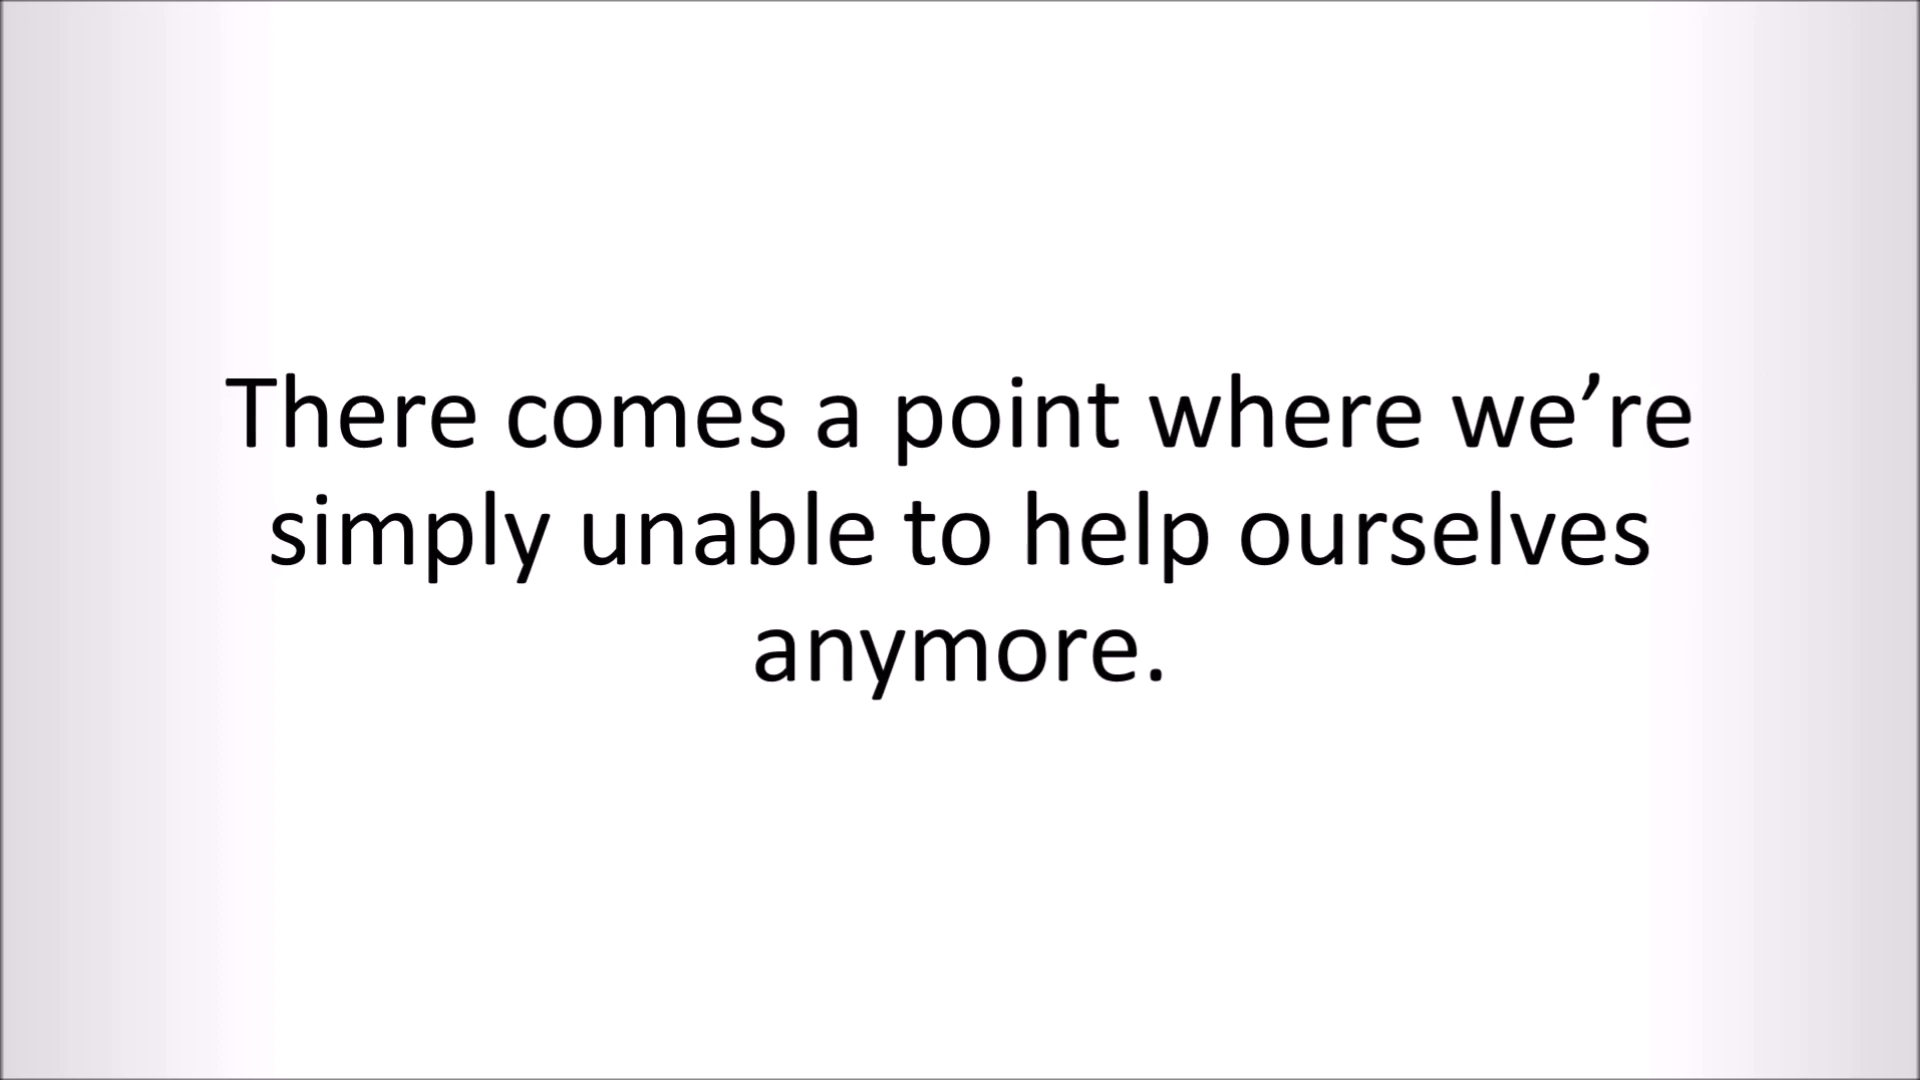 There comes a point where we’re
simply unable to help ourselves
anymore.